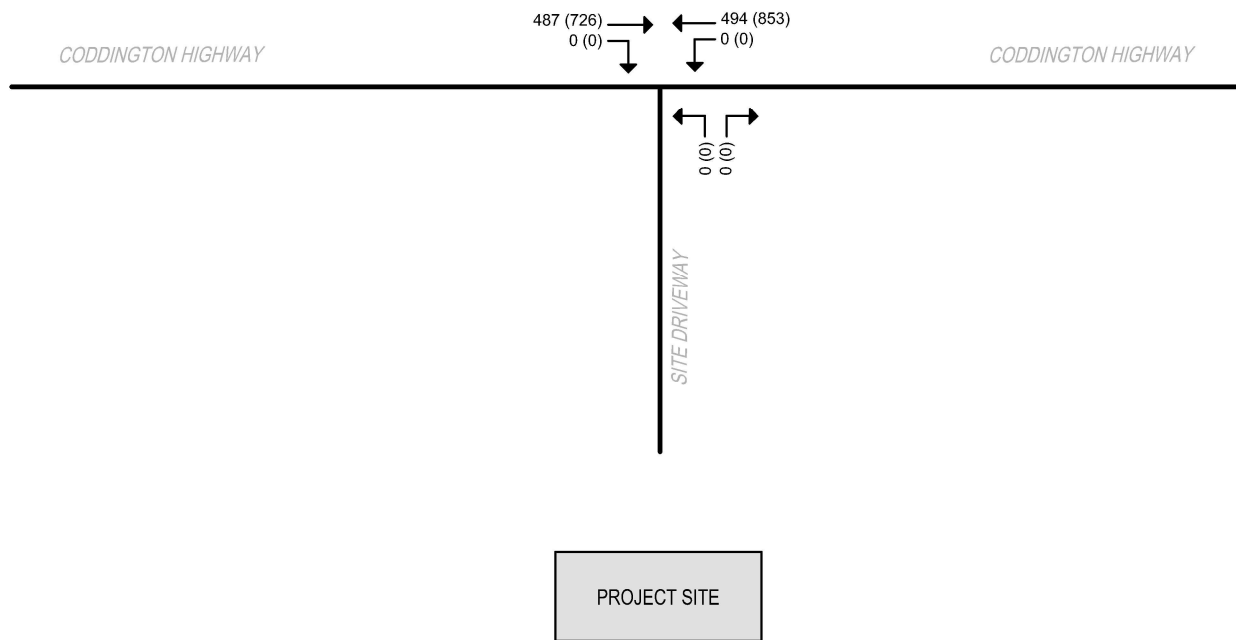 487 (726)
494 (853)
0 (0)
0 (0)
CODDINGTON HIGHWAY
CODDINGTON HIGHWAY
0 (0)
0 (0)
SITE DRIVEWAY
PROJECT SITE